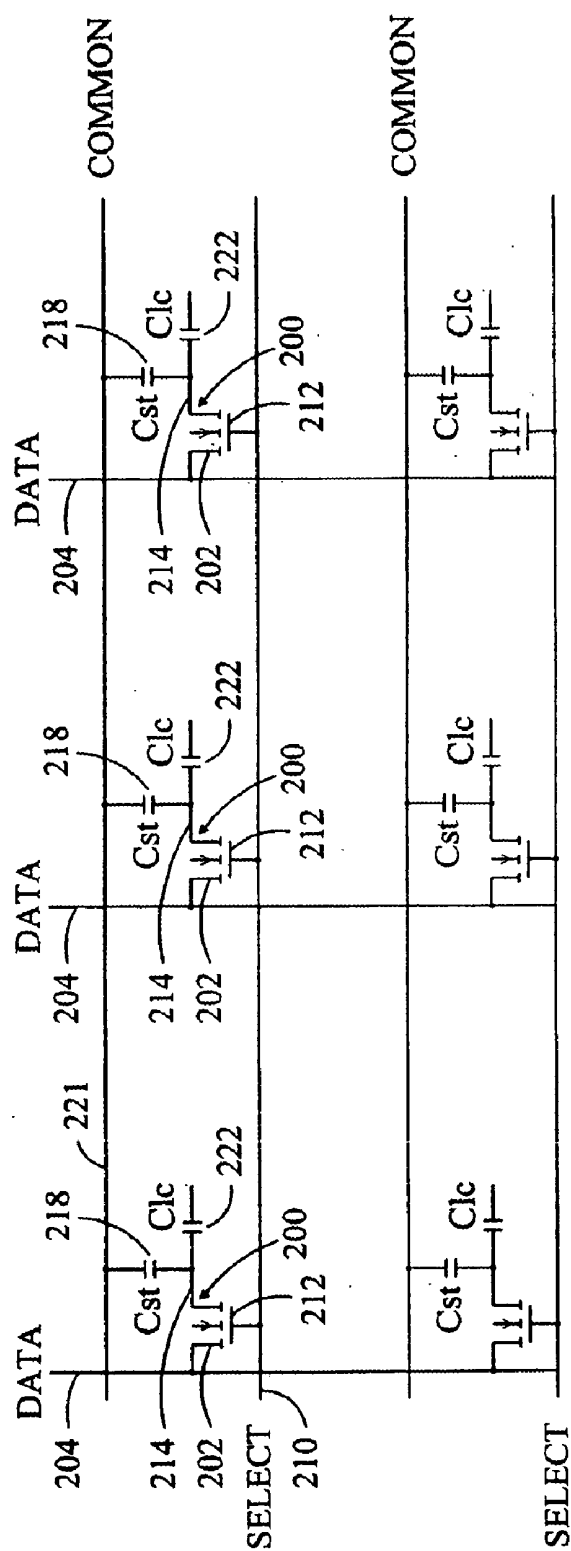 DATA DATA DATA
204 221 204 204
COMMON
218 218 218
Cst Clc Cst Clc Cst Clc
214 214 214
202 222 202 222 202 222
SELECT
200 200 200
210 212 212 212
COMMON
Cst Clc Cst Clc Cst Clc
SELECT